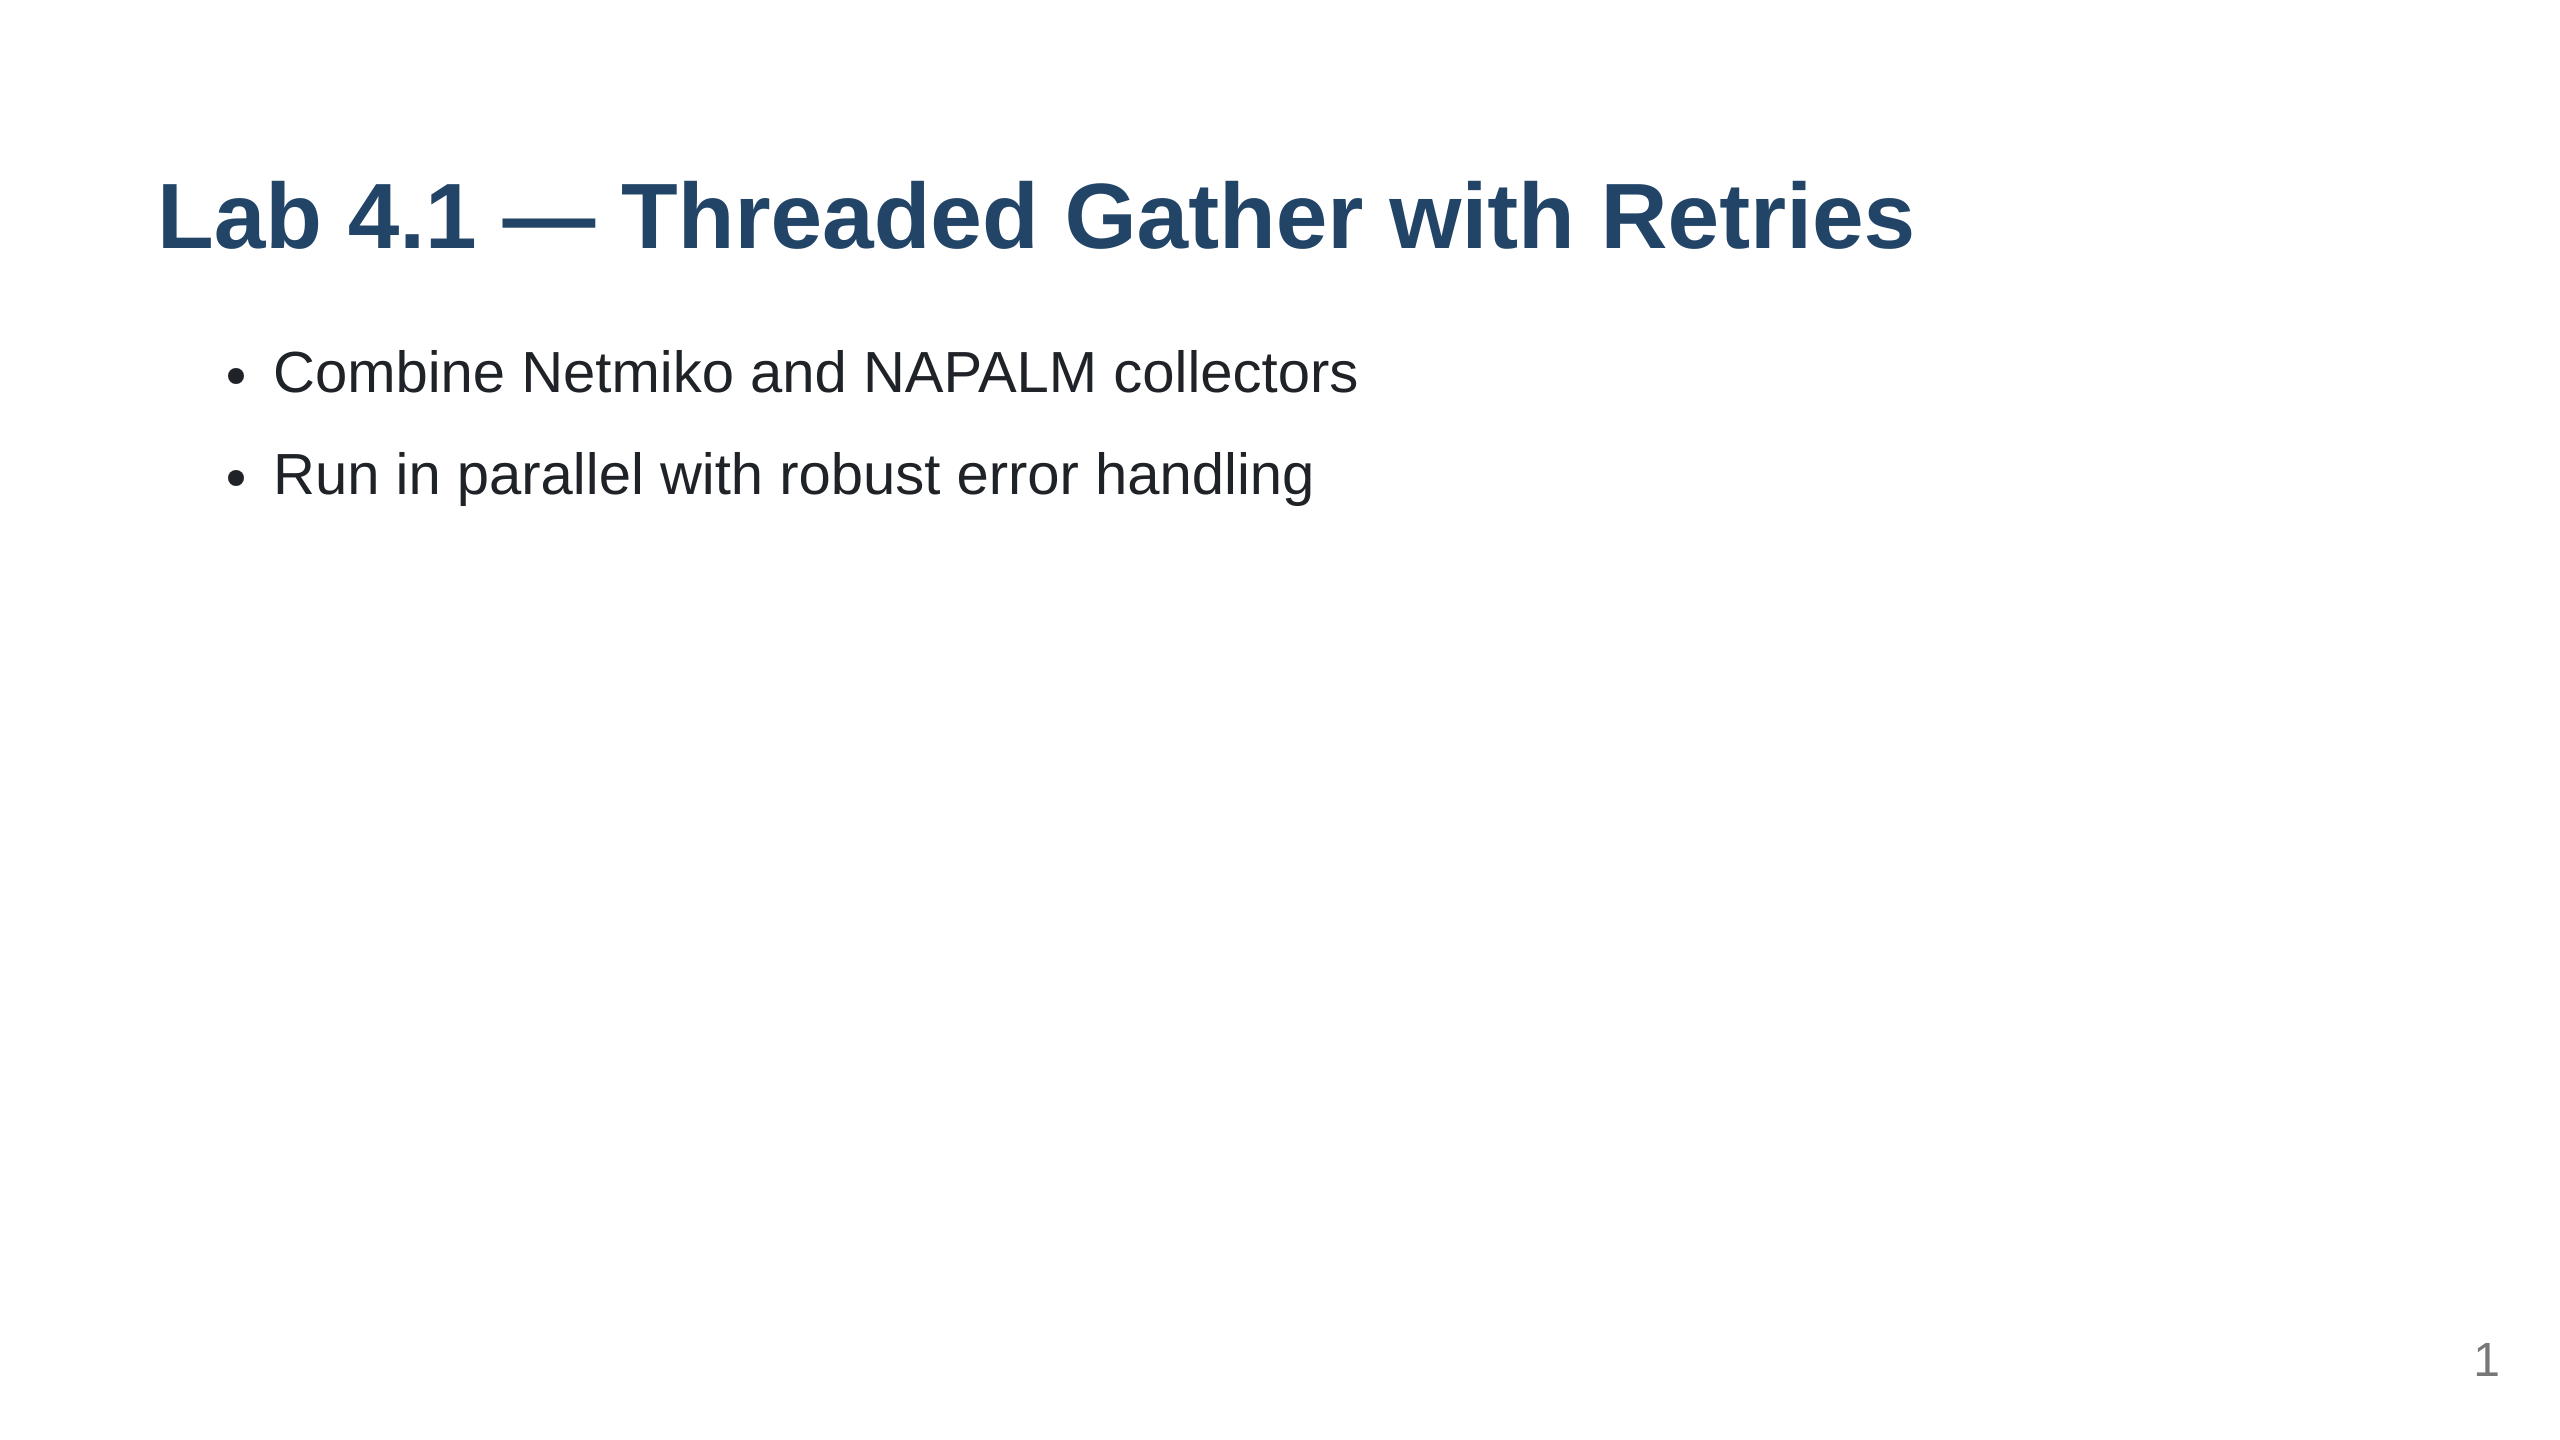 Lab 4.1 — Threaded Gather with Retries
• Combine Netmiko and NAPALM collectors
• Run in parallel with robust error handling
1